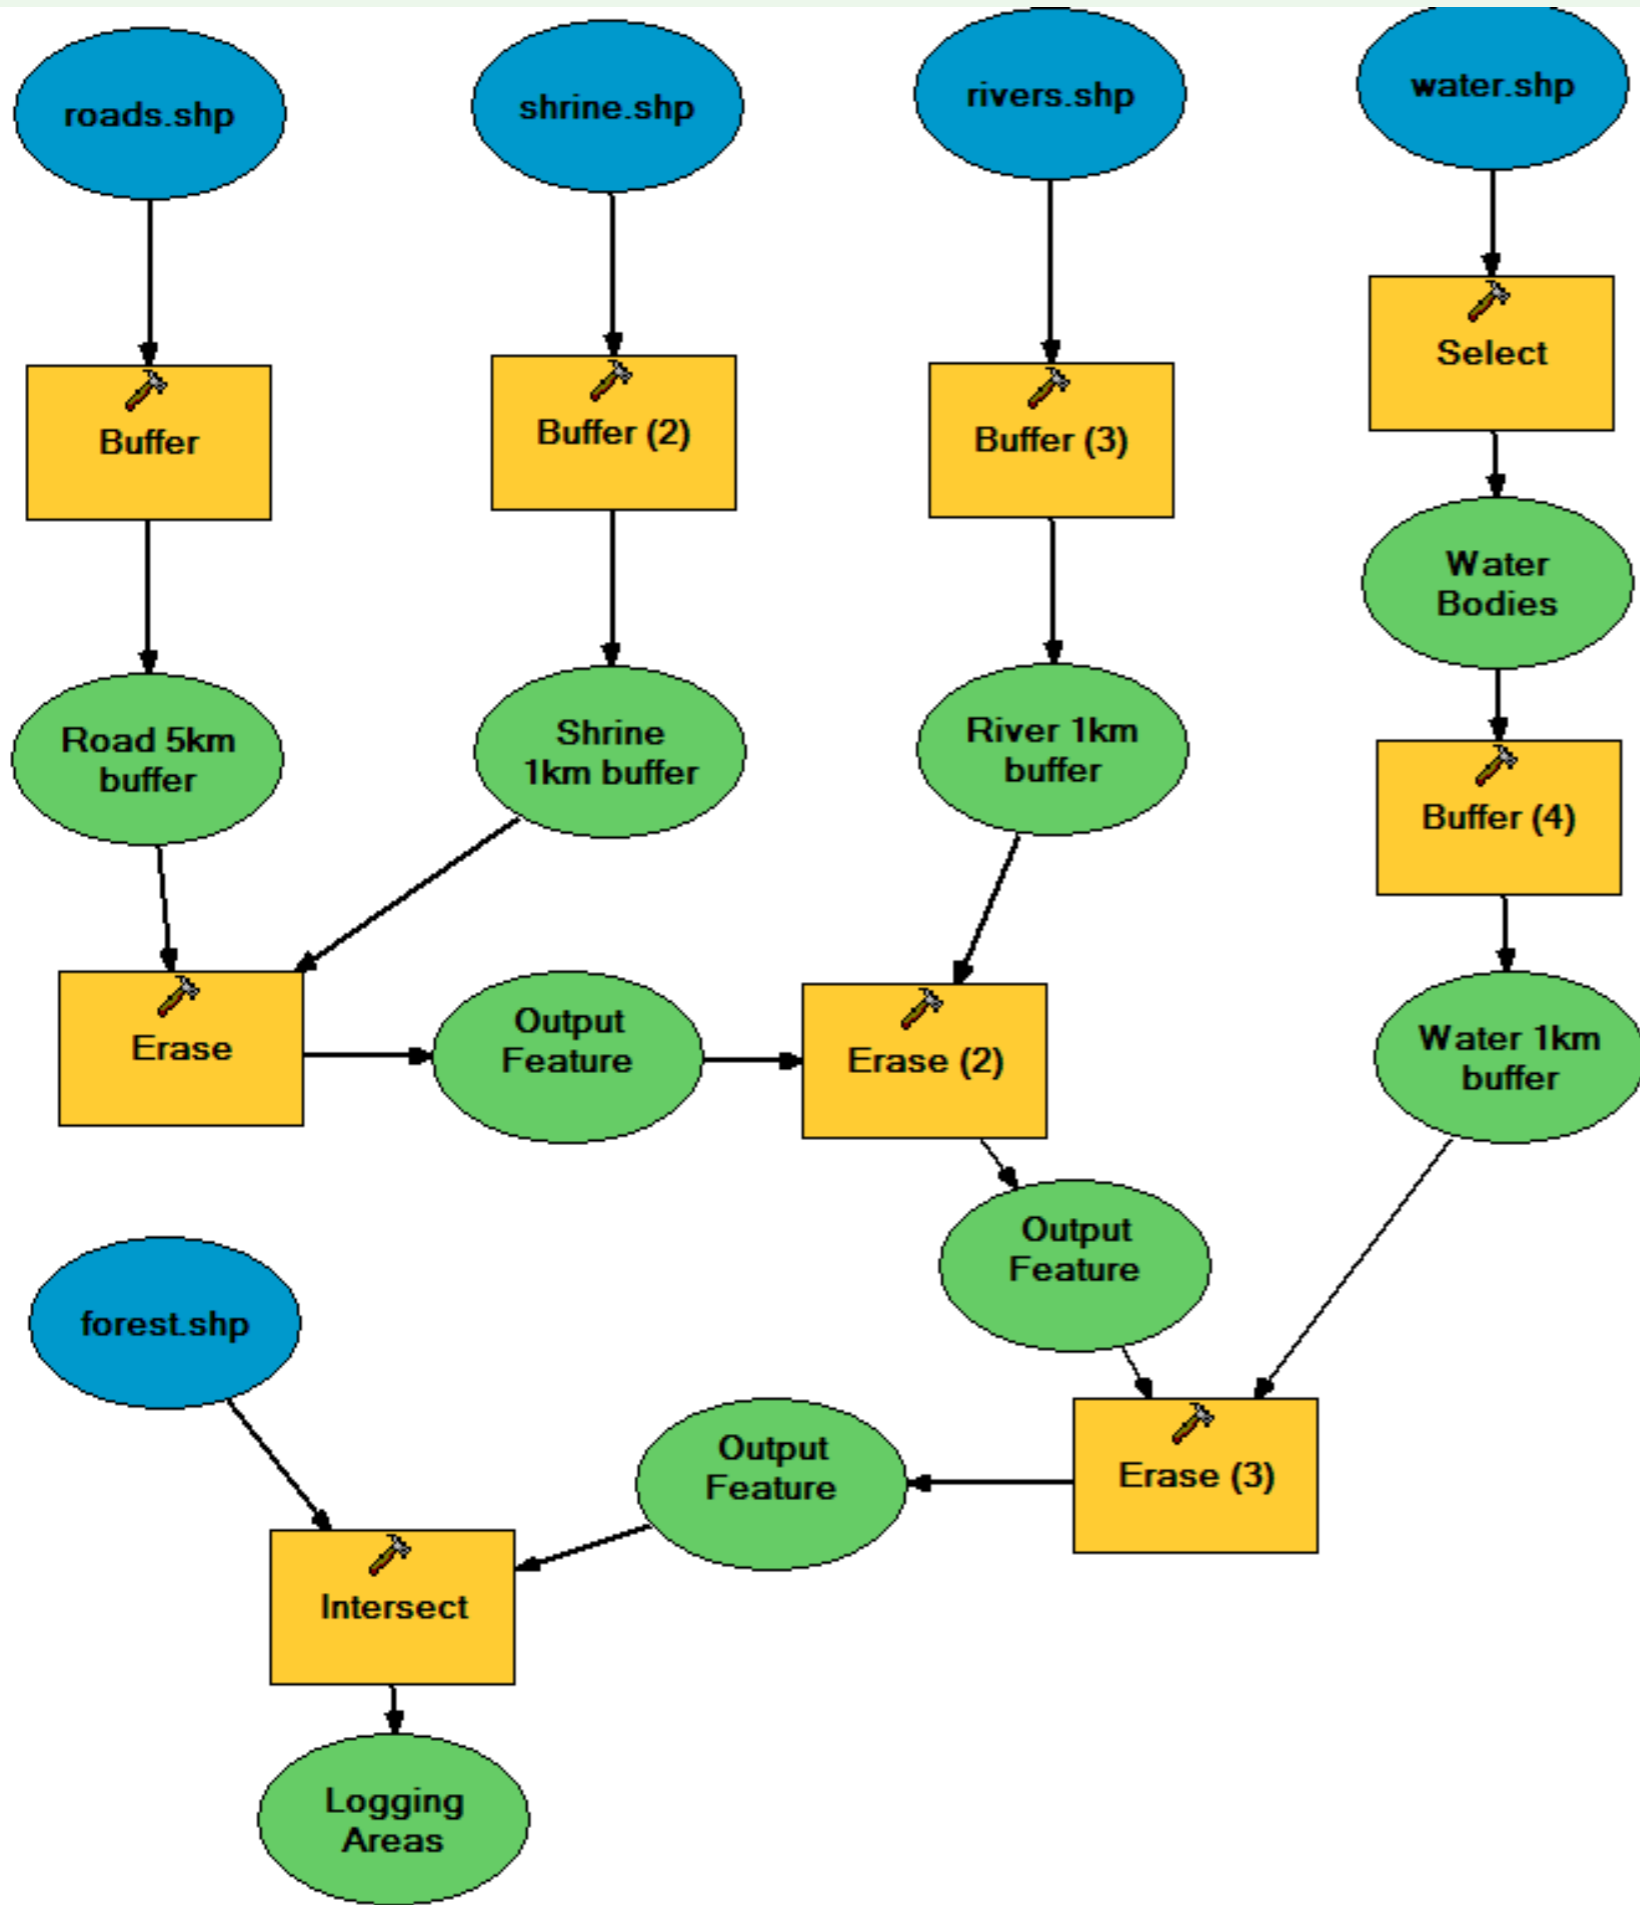 roads.shp
shrine.shp
rivers.shp
water.shp
Buffer
Buffer (2)
Buffer (3)
Select
Water
Bodies
Road 5km
buffer
Shrine
1km buffer
River 1km
buffer
Buffer (4)
Erase
Output
Feature
Erase (2)
Water 1km
buffer
Output
Feature
forest.shp
Output
Feature
Erase (3)
Intersect
Logging
Areas